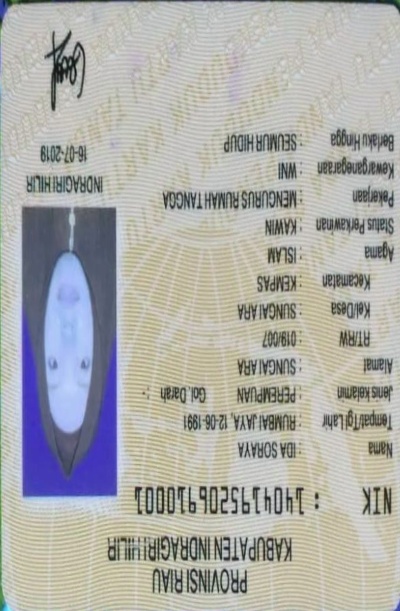 PROVINSI RIAU
KABUPATEN INDRAGIRI HILIR
NIK : 1404195206910001
Nama : IDA SORAYA
Tempat/Tgl Lahir : RUMBAI JAYA, 12-06-1991
Jenis kelamin : PEREMPUAN Gol. Darah : -
Alamat : SUNGAI ARA
RT/RW : 019/007
Kel/Desa : SUNGAI ARA
Kecamatan : KEMPAS
Agama : ISLAM
Status Perkawinan : KAWIN
Pekerjaan : MENGURUS RUMAH TANGGA
Kewarganegaraan : WNI
Berlaku Hingga : SEUMUR HIDUP
INDRAGIRI HILIR
16-07-2019